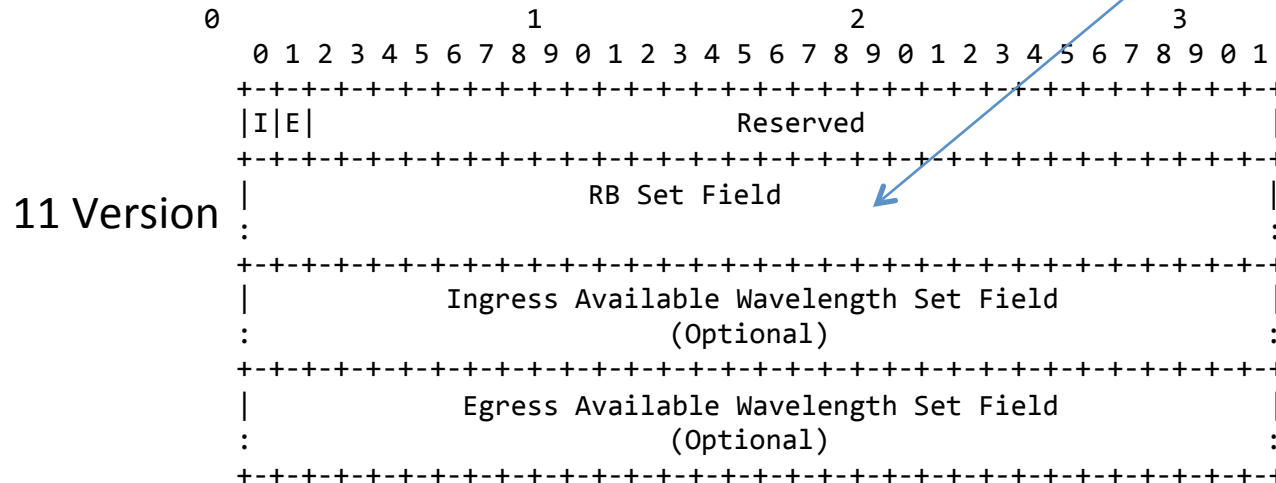 0 1 2 3
0 1 2 3 4 5 6 7 8 9 0 1 2 3 4 5 6 7 8 9 0 1 2 3 4 5 6 7 8 9 0 1
+-+-+-+-+-+-+-+-+-+-+-+-+-+-+-+-+-+-+-+-+-+-+-+-+-+-+-+-+-+-+-+-+
|I|E| Reserved |
+-+-+-+-+-+-+-+-+-+-+-+-+-+-+-+-+-+-+-+-+-+-+-+-+-+-+-+-+-+-+-+-+
| RB Set Field |
11 Version
: :
+-+-+-+-+-+-+-+-+-+-+-+-+-+-+-+-+-+-+-+-+-+-+-+-+-+-+-+-+-+-+-+-+
| Ingress Available Wavelength Set Field |
: (Optional) :
+-+-+-+-+-+-+-+-+-+-+-+-+-+-+-+-+-+-+-+-+-+-+-+-+-+-+-+-+-+-+-+-+
| Egress Available Wavelength Set Field |
: (Optional) :
+-+-+-+-+-+-+-+-+-+-+-+-+-+-+-+-+-+-+-+-+-+-+-+-+-+-+-+-+-+-+-+-+